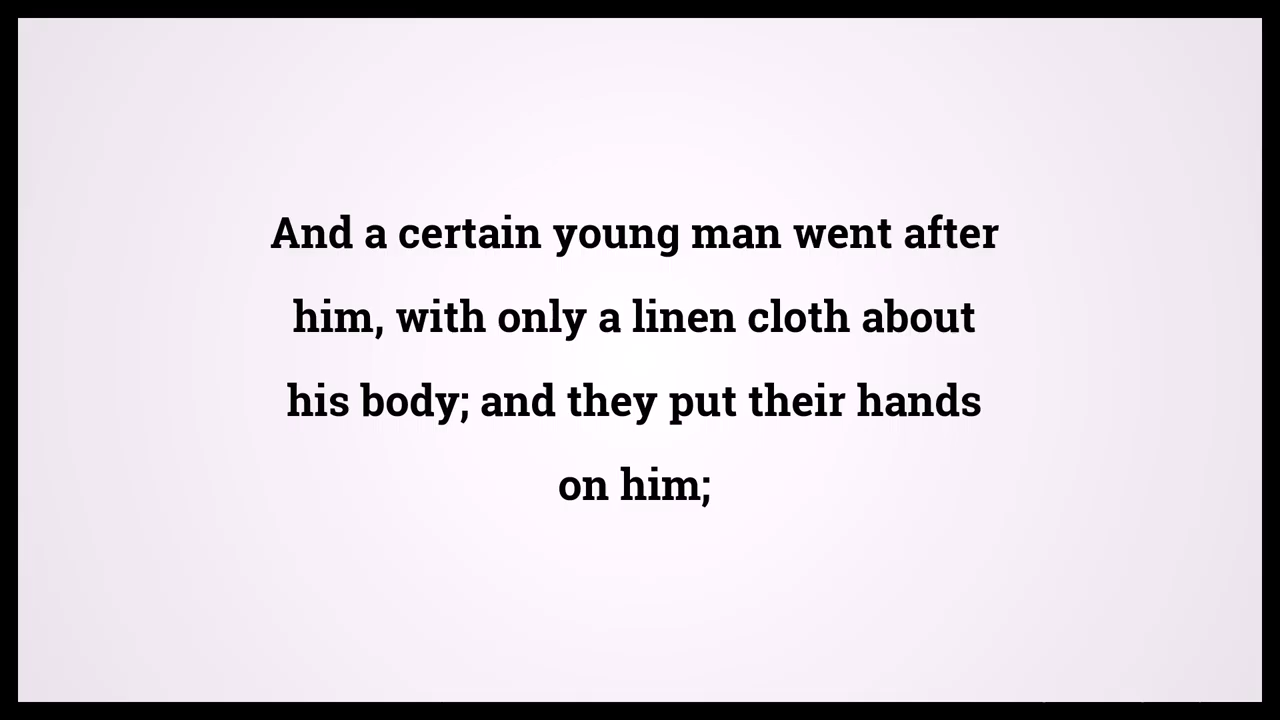 And a certain young man went after
him, with only a linen cloth about
his body; and they put their hands
on him;